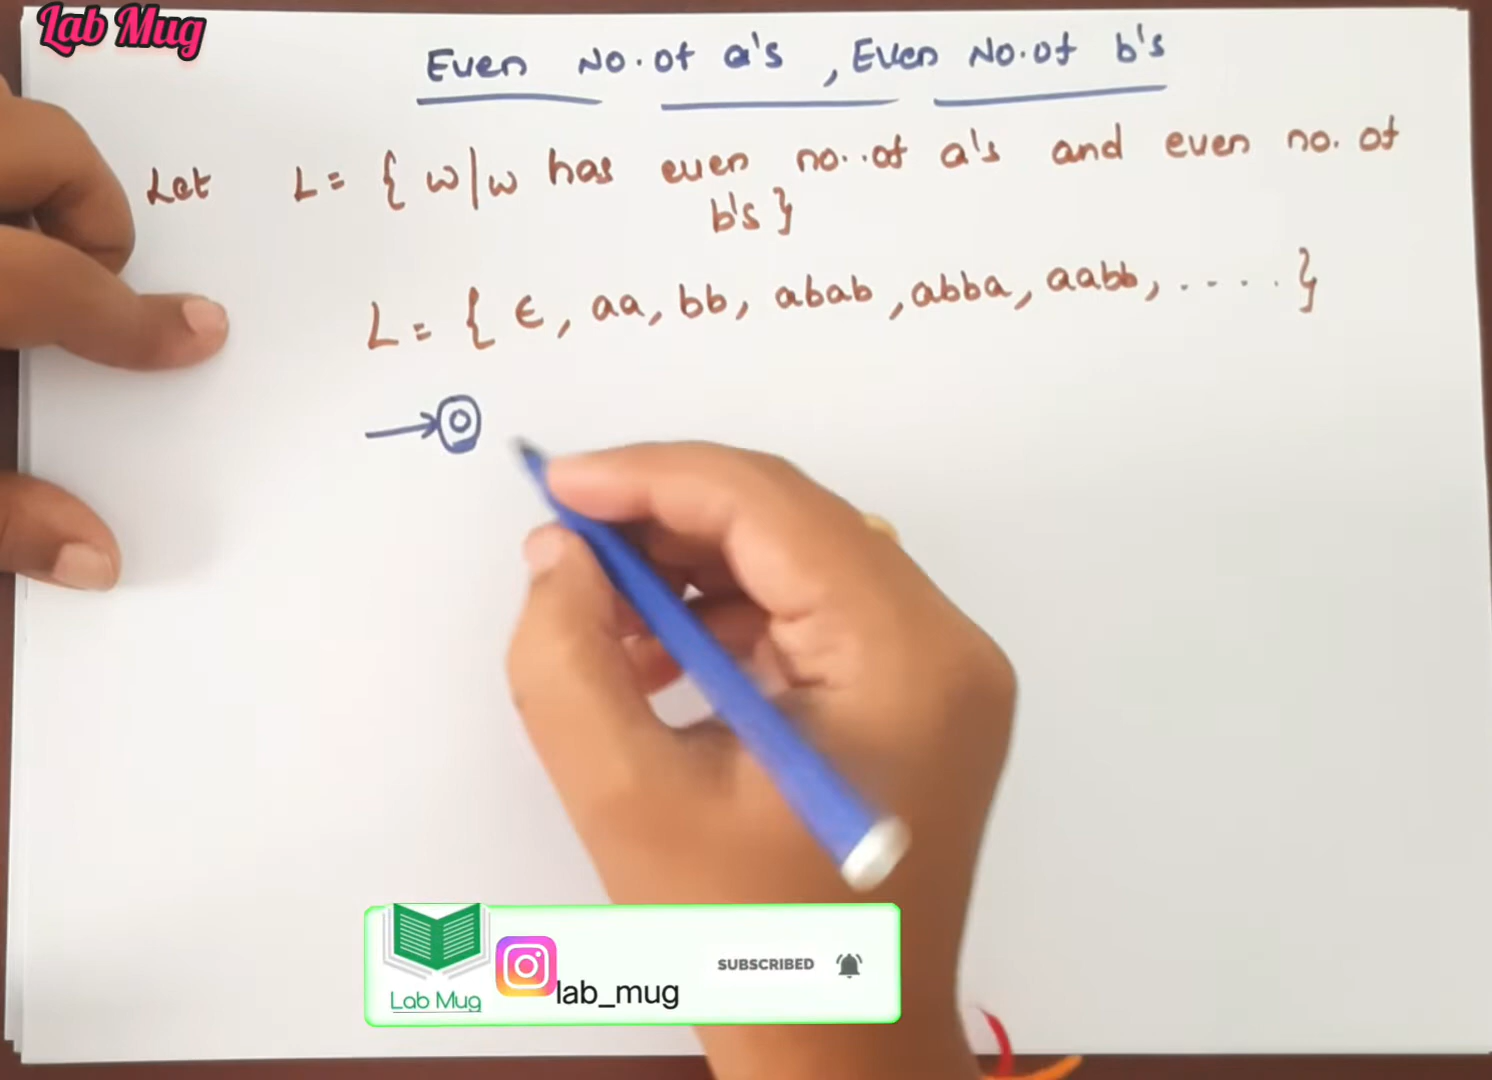 Lab Mug
Even No. of a's , Even No. of b's
Let L = { w/w has even no. of a's and even no. of
b's }
L = { ϵ, aa, bb, abab, abba, aabb, ..... }
SUBSCRIBED
Lab Mug
lab_mug